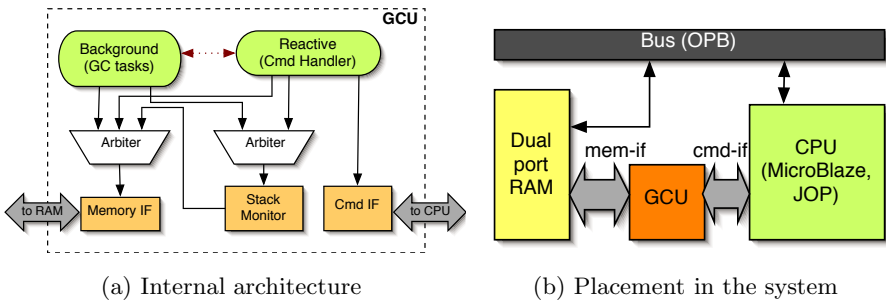 GCU
Background
(GC tasks)
Reactive
(Cmd Handler)
Arbiter
Arbiter
to RAM
Memory IF
Stack
Monitor
Cmd IF
to CPU
(a) Internal architecture
Bus (OPB)
Dual
port
RAM
mem-if
cmd-if
GCU
CPU
(MicroBlaze,
JOP)
(b) Placement in the system